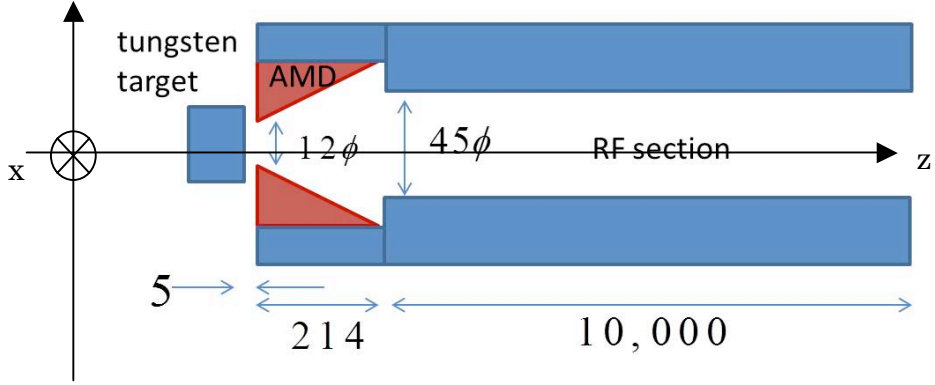 tungsten
target
AMD
12ϕ
45ϕ
RF section
x
z
5
214
10,000